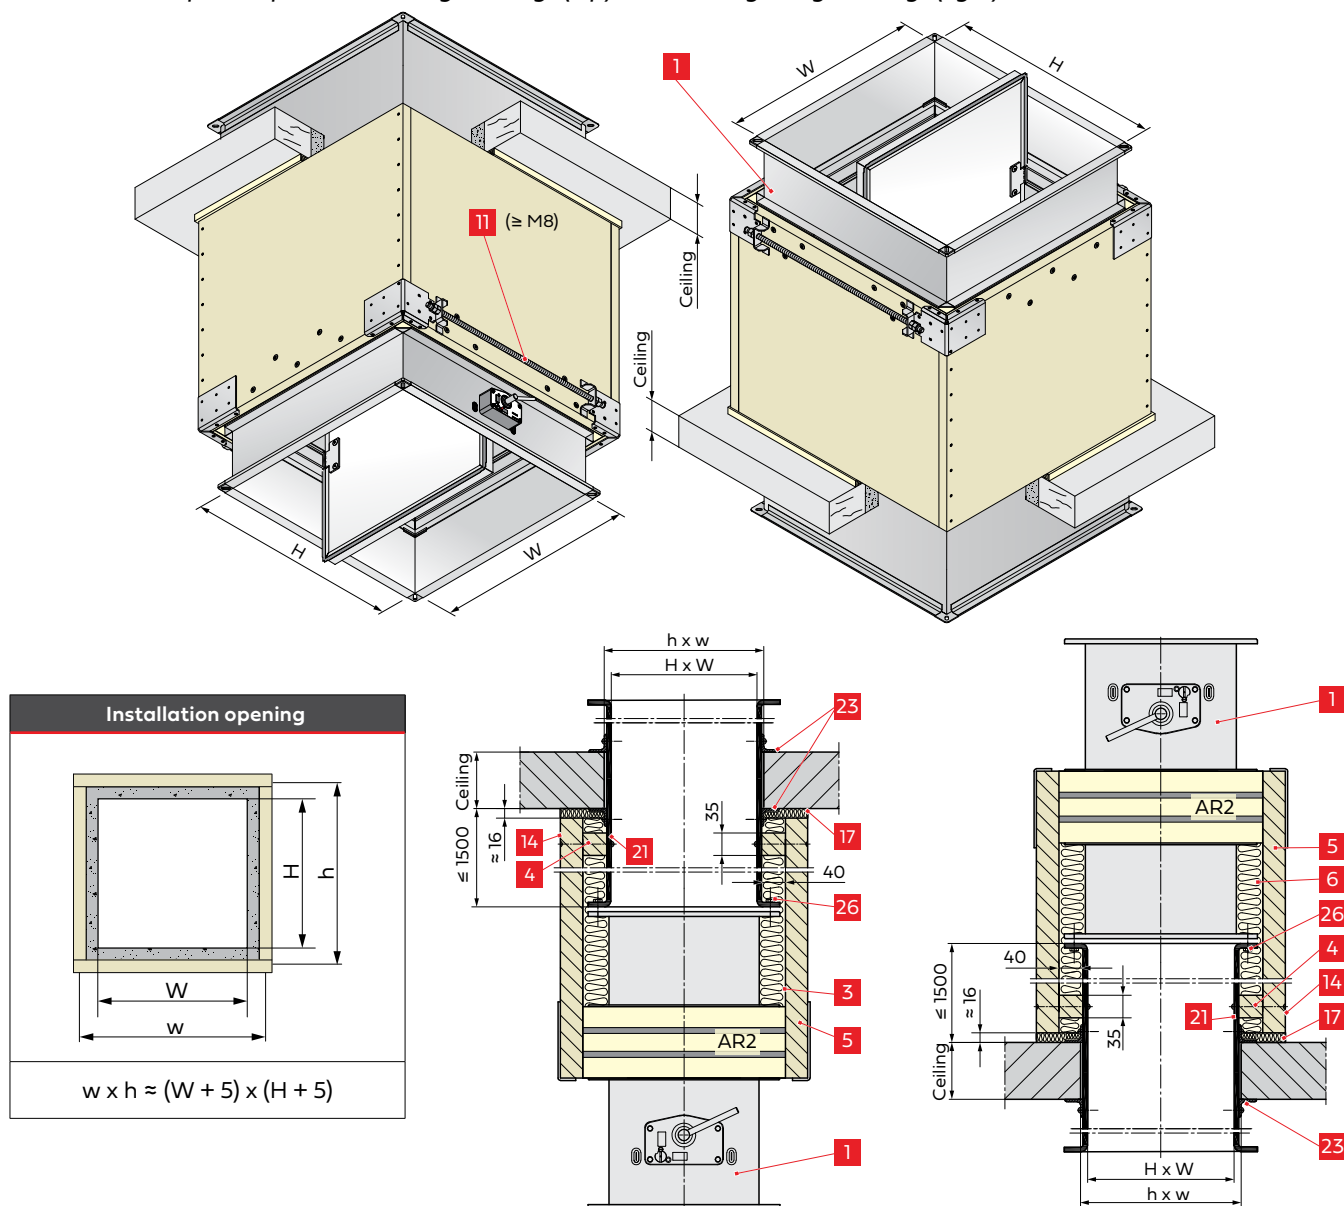 W
H
1
11 (≥ M8)
Ceiling
Ceiling
H
W
Installation opening
H
h
W
w
w x h ≈ (W + 5) x (H + 5)
h x w
H x W
23
Ceiling
≤ 1500
≈ 16
35
14
21
17
4
40
26
3
5
AR2
1
1
AR2
5
6
26
40
4
≤ 1500
≈ 16
14
21
35
17
Ceiling
23
H x W
h x w